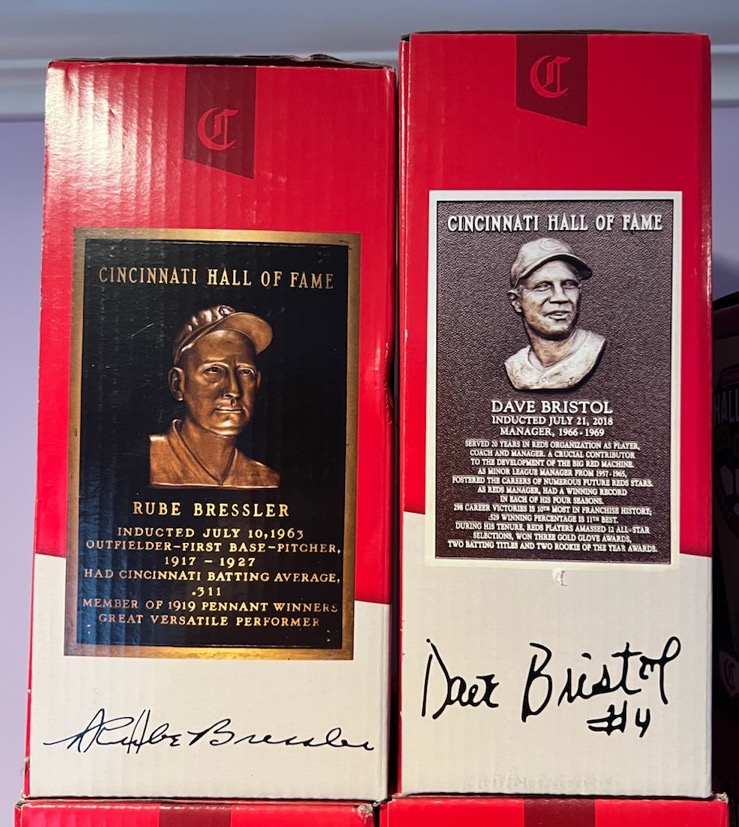 C
CINCINNATI HALL OF FAME
RUBE BRESSLER
INDUCTED JULY 10, 1963
OUTFIELDER-FIRST BASE-PITCHER,
1917 - 1927
HAD CINCINNATI BATTING AVERAGE,
.311
MEMBER OF 1919 PENNANT WINNERS
GREAT VERSATILE PERFORMER
Rube Bressler
C
CINCINNATI HALL OF FAME
DAVE BRISTOL
INDUCTED JULY 21, 2018
MANAGER, 1966-1969
SERVED 20 YEARS IN REDS ORGANIZATION AS PLAYER,
COACH AND MANAGER. A CRUCIAL CONTRIBUTOR
TO THE DEVELOPMENT OF THE BIG RED MACHINE.
AS MINOR LEAGUE MANAGER FROM 1957-1965,
FOSTERED THE CAREERS OF NUMEROUS FUTURE REDS STARS.
AS REDS MANAGER, HAD A WINNING RECORD
IN EACH OF HIS FOUR SEASONS.
298 CAREER VICTORIES IS 10TH MOST IN FRANCHISE HISTORY;
.529 WINNING PERCENTAGE IS 11TH BEST.
DURING HIS TENURE, REDS PLAYERS AMASSED 12 ALL-STAR
SELECTIONS, WON THREE GOLD GLOVE AWARDS,
TWO BATTING TITLES AND TWO ROOKIE OF THE YEAR AWARDS.
Dave Bristol
#4